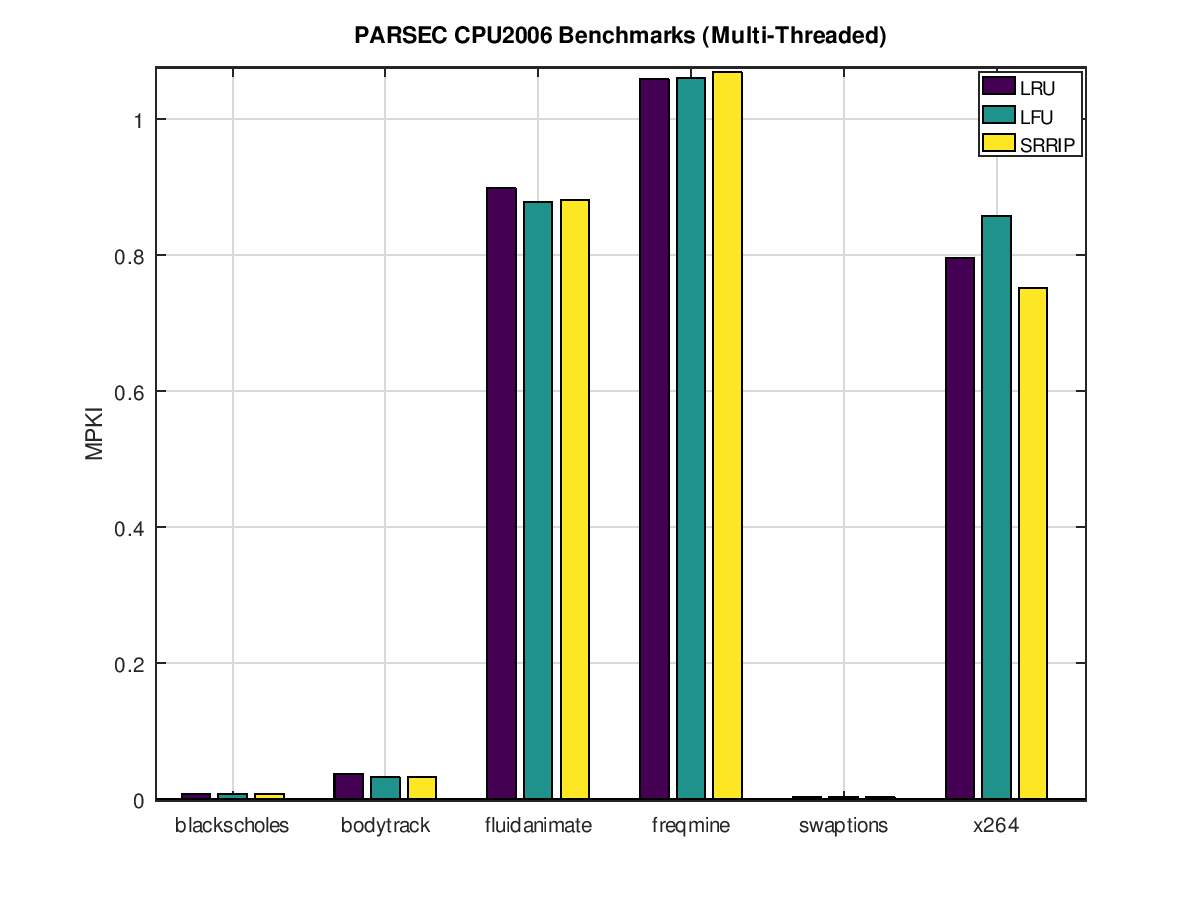 PARSEC CPU2006 Benchmarks (Multi-Threaded)
LRU
LFU
SRRIP
1
0.8
0.6
0.4
0.2
0
MPKI
blackscholes
bodytrack
fluidanimate
freqmine
swaptions
x264